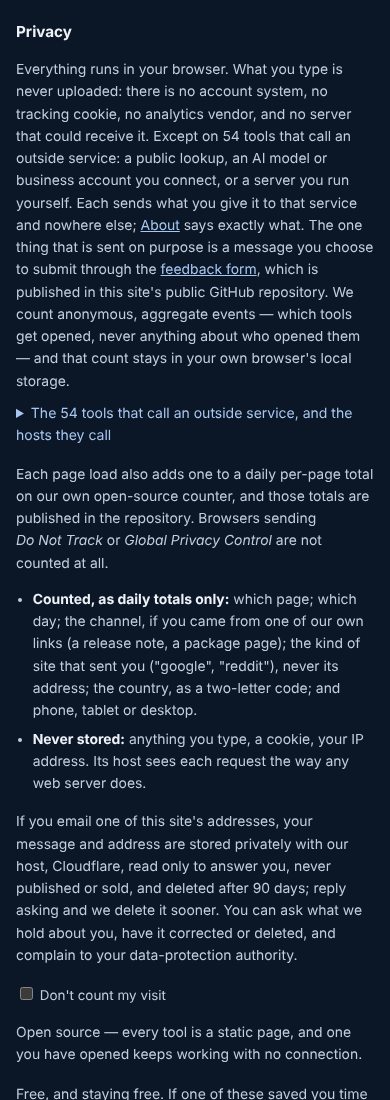 Privacy
Everything runs in your browser. What you type is
never uploaded: there is no account system, no
tracking cookie, no analytics vendor, and no server
that could receive it. Except on 54 tools that call an
outside service: a public lookup, an AI model or
business account you connect, or a server you run
yourself. Each sends what you give it to that service
and nowhere else; About says exactly what. The one
thing that is sent on purpose is a message you choose
to submit through the feedback form, which is
published in this site's public GitHub repository. We
count anonymous, aggregate events — which tools
get opened, never anything about who opened them
— and that count stays in your own browser's local
storage.
▶ The 54 tools that call an outside service, and the
hosts they call
Each page load also adds one to a daily per-page total
on our own open-source counter, and those totals are
published in the repository. Browsers sending
Do Not Track or Global Privacy Control are not
counted at all.
• Counted, as daily totals only: which page; which
day; the channel, if you came from one of our own
links (a release note, a package page); the kind of
site that sent you ("google", "reddit"), never its
address; the country, as a two-letter code; and
phone, tablet or desktop.
• Never stored: anything you type, a cookie, your IP
address. Its host sees each request the way any
web server does.
If you email one of this site's addresses, your
message and address are stored privately with our
host, Cloudflare, read only to answer you, never
published or sold, and deleted after 90 days; reply
asking and we delete it sooner. You can ask what we
hold about you, have it corrected or deleted, and
complain to your data-protection authority.
Don't count my visit
Open source — every tool is a static page, and one
you have opened keeps working with no connection.
Free, and staying free. If one of these saved you time